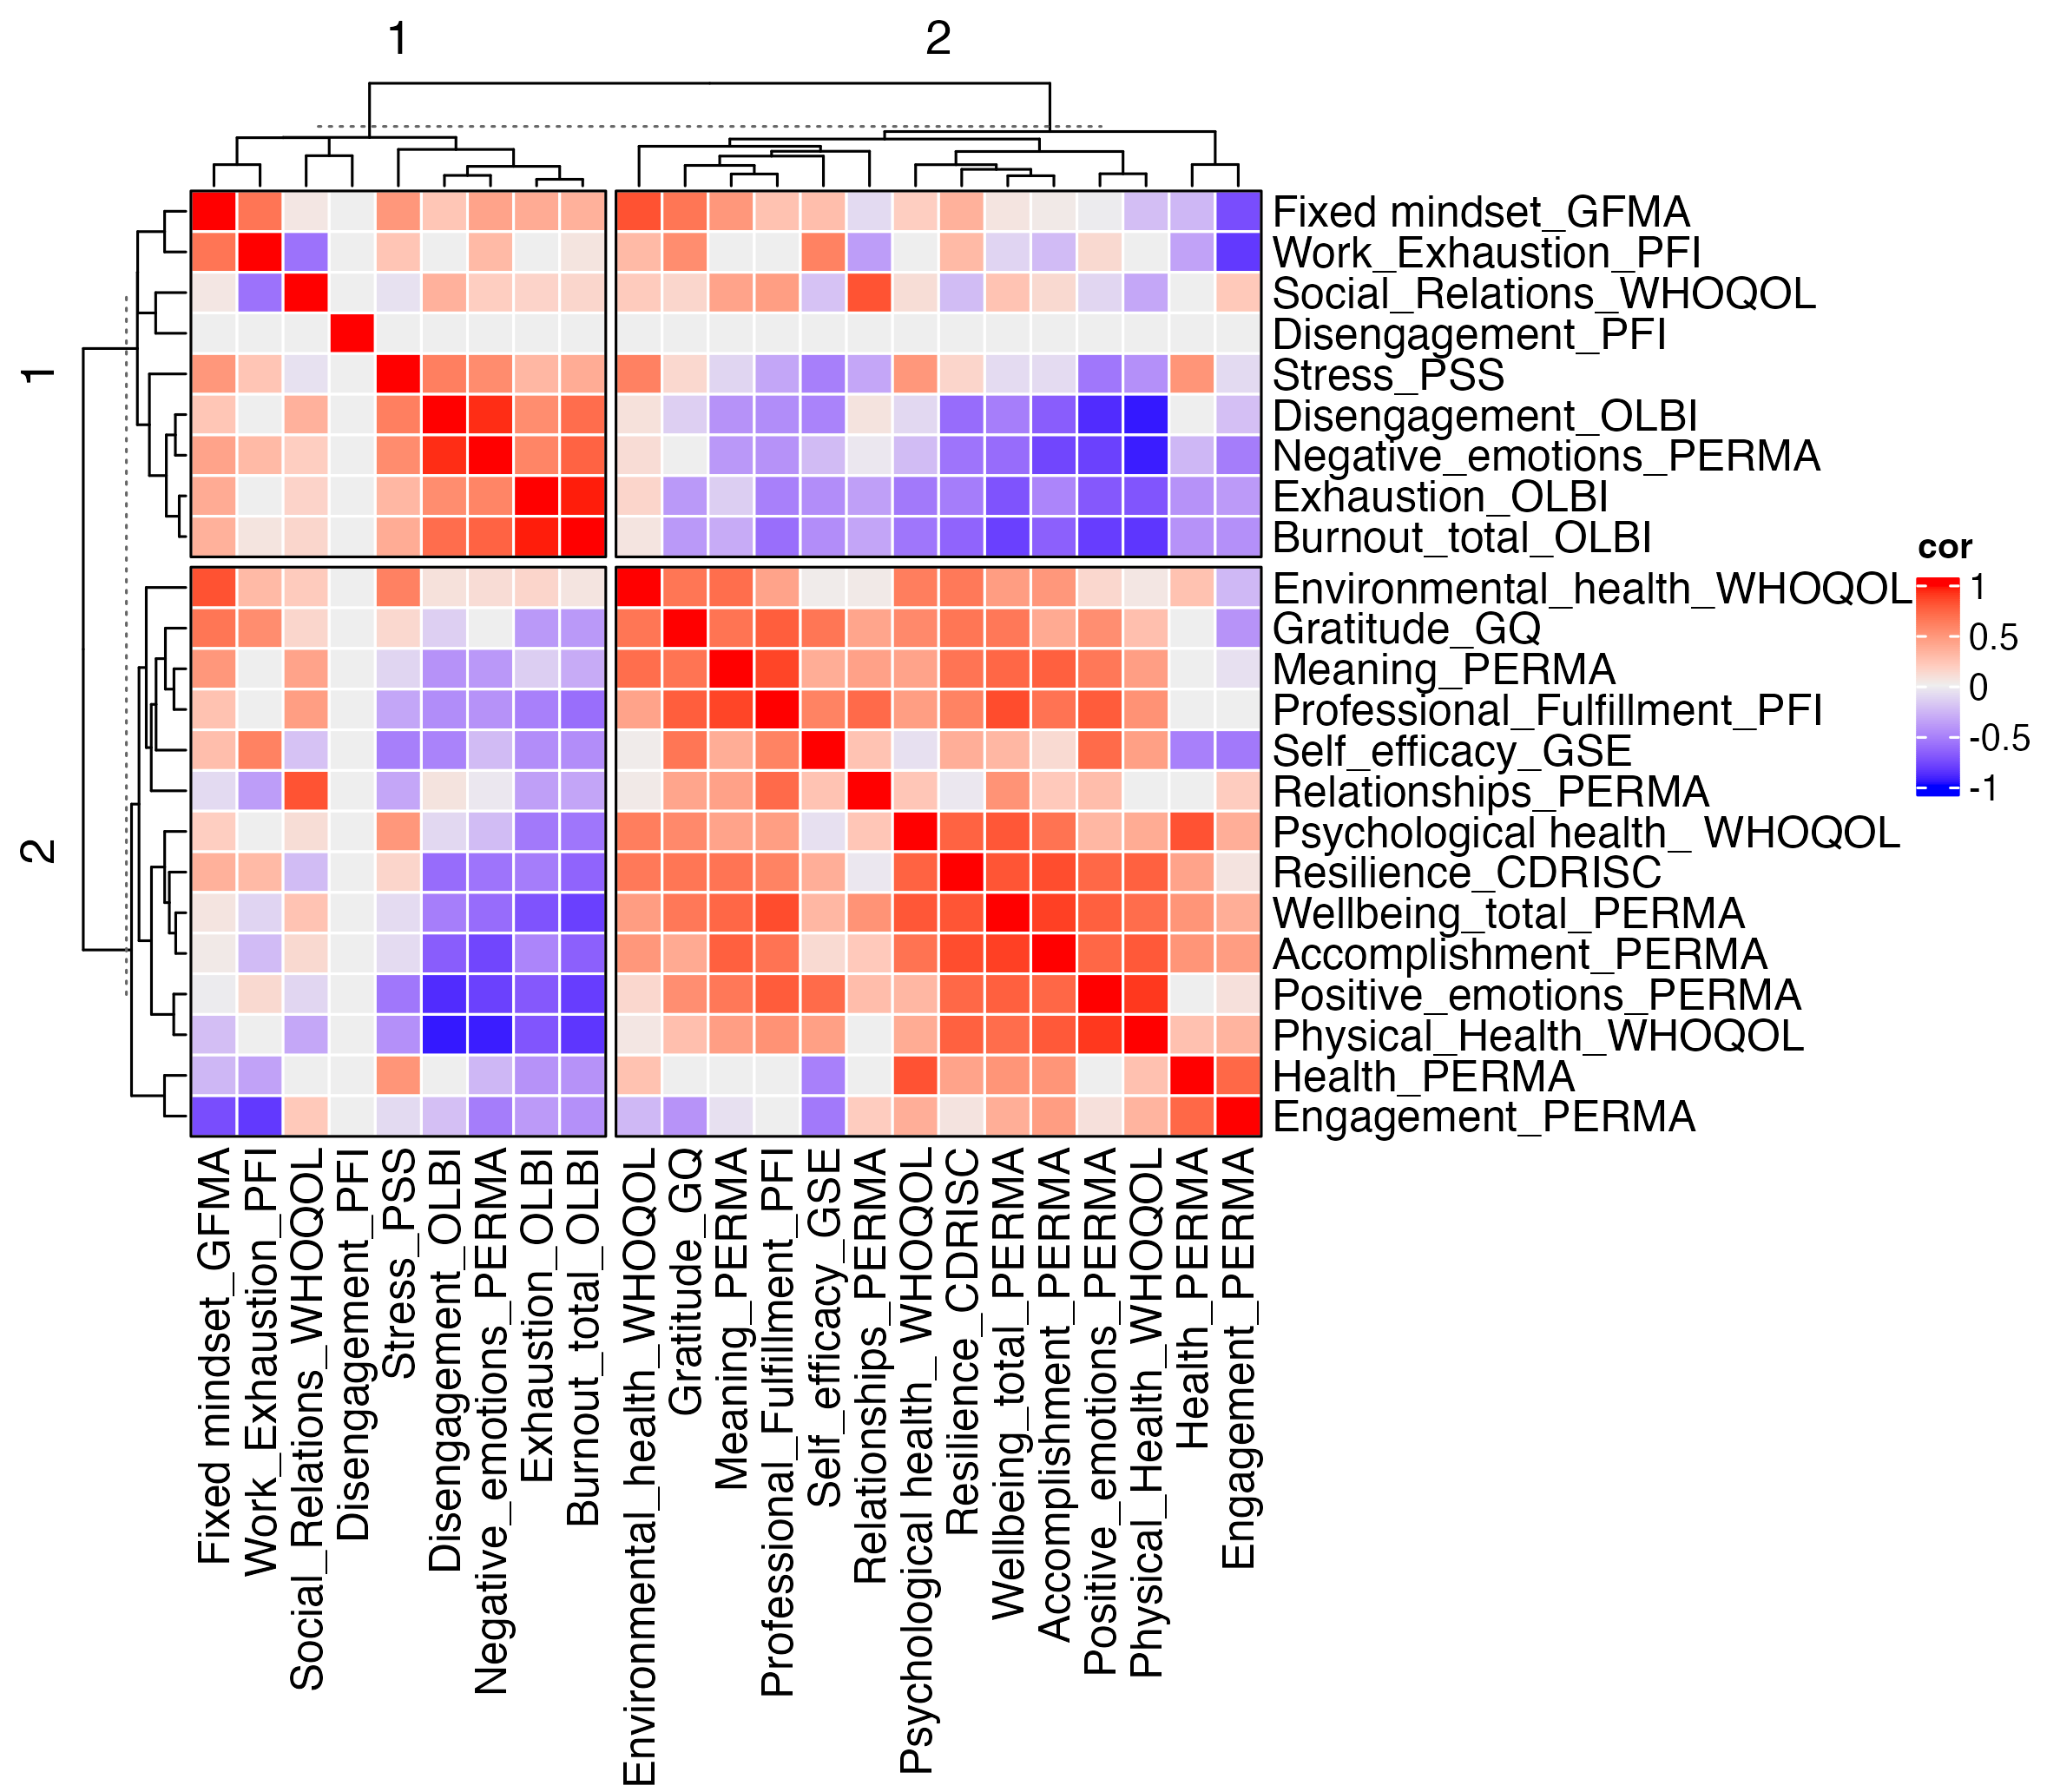 1
2
1
2
Fixed mindset_GFMA
Work_Exhaustion_PFI
Social_Relations_WHOQOL
Disengagement_PFI
Stress_PSS
Disengagement_OLBI
Negative_emotions_PERMA
Exhaustion_OLBI
Burnout_total_OLBI
Environmental_health_WHOQOL
Gratitude_GQ
Meaning_PERMA
Professional_Fulfillment_PFI
Self_efficacy_GSE
Relationships_PERMA
Psychological health_ WHOQOL
Resilience_CDRISC
Wellbeing_total_PERMA
Accomplishment_PERMA
Positive_emotions_PERMA
Physical_Health_WHOQOL
Health_PERMA
Engagement_PERMA
cor
1
0.5
0
-0.5
-1
Fixed mindset_GFMA
Work_Exhaustion_PFI
Social_Relations_WHOQOL
Disengagement_PFI
Stress_PSS
Disengagement_OLBI
Negative_emotions_PERMA
Exhaustion_OLBI
Burnout_total_OLBI
Environmental_health_WHOQOL
Gratitude_GQ
Meaning_PERMA
Professional_Fulfillment_PFI
Self_efficacy_GSE
Relationships_PERMA
Psychological health_ WHOQOL
Resilience_CDRISC
Wellbeing_total_PERMA
Accomplishment_PERMA
Positive_emotions_PERMA
Physical_Health_WHOQOL
Health_PERMA
Engagement_PERMA